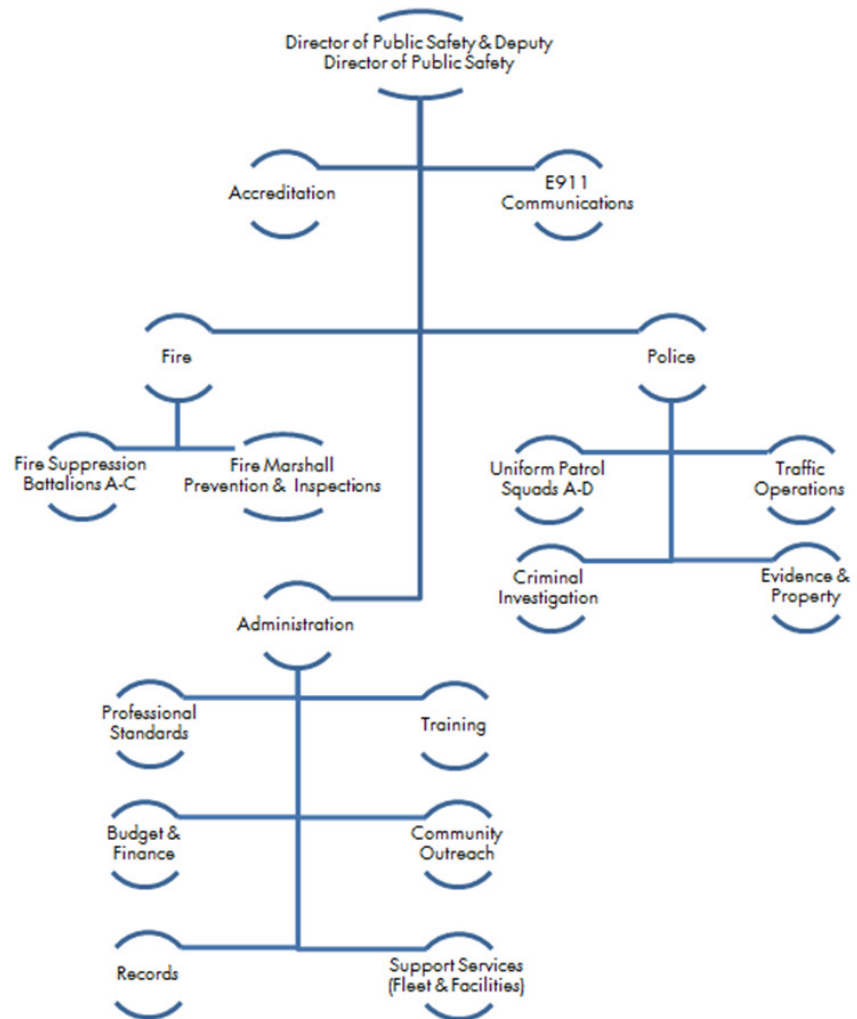 Director of Public Safety & Deputy
Director of Public Safety
Accreditation
E911
Communications
Fire
Police
Fire Suppression
Battalions A-C
Fire Marshall
Prevention & Inspections
Uniform Patrol
Squads A-D
Traffic
Operations
Criminal
Investigation
Evidence &
Property
Administration
Professional
Standards
Training
Budget &
Finance
Community
Outreach
Records
Support Services
(Fleet & Facilities)